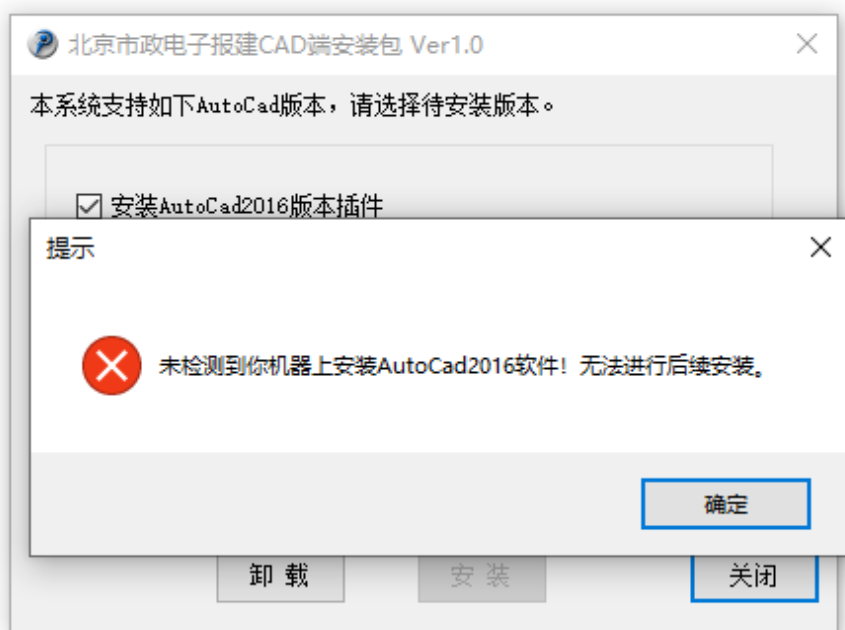 北京市政电子报建CAD端安装包 Ver1.0
本系统支持如下AutoCad版本，请选择待安装版本。
安装AutoCad2016版本插件
提示
未检测到你机器上安装AutoCad2016软件！无法进行后续安装。
确定
卸 载
安 装
关闭